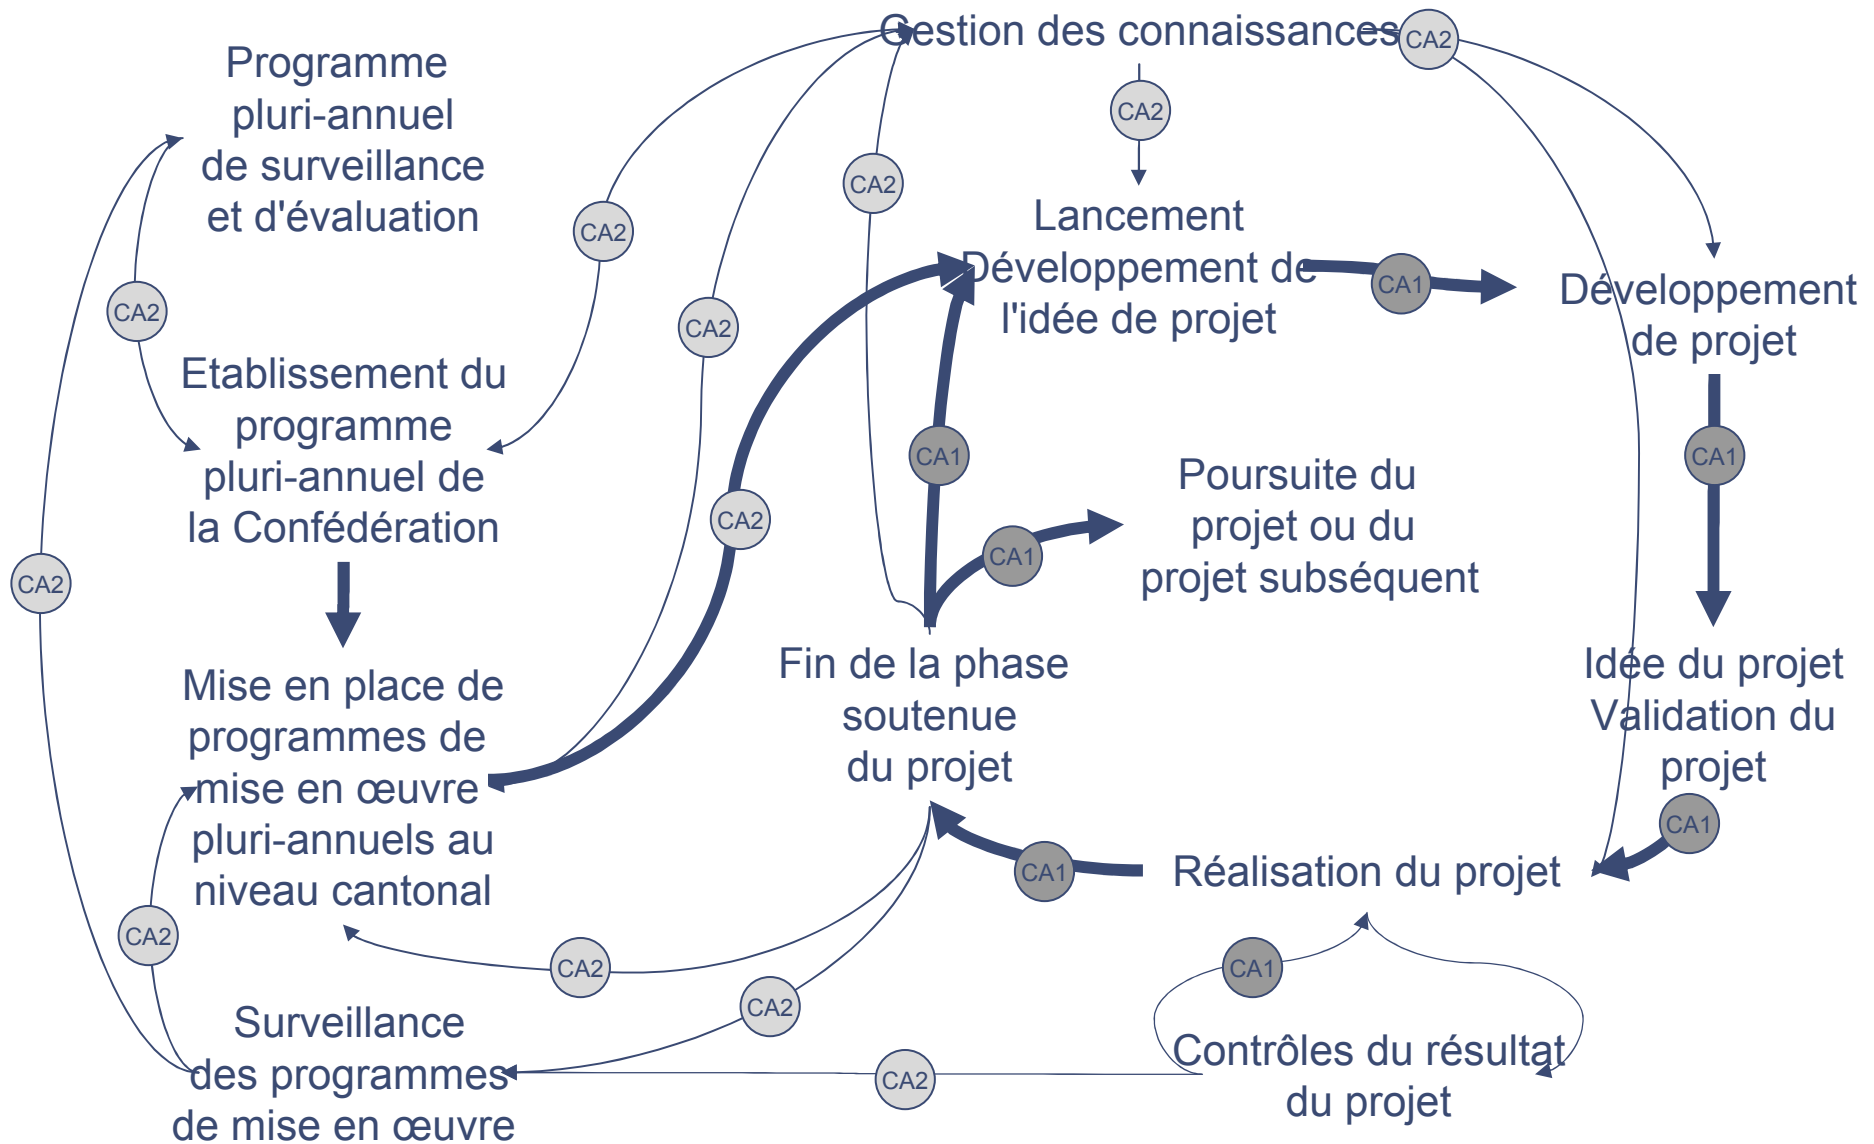 Gestion des connaissances
CA2
Programme
pluri-annuel
de surveillance
et d'évaluation
CA2
CA2
Lancement
Développement de
l'idée de projet
CA2
CA1
Développement
de projet
CA2
CA2
Etablissement du
programme
pluri-annuel de
la Confédération
CA1
CA1
Poursuite du
projet ou du
projet subséquent
CA2
CA1
CA2
Mise en place de
programmes de
mise en œuvre
pluri-annuels au
niveau cantonal
Fin de la phase
soutenue
du projet
Idée du projet
Validation du
projet
CA1
CA1
Réalisation du projet
CA2
CA2
CA1
CA2
Surveillance
des programmes
de mise en œuvre
CA2
Contrôles du résultat
du projet